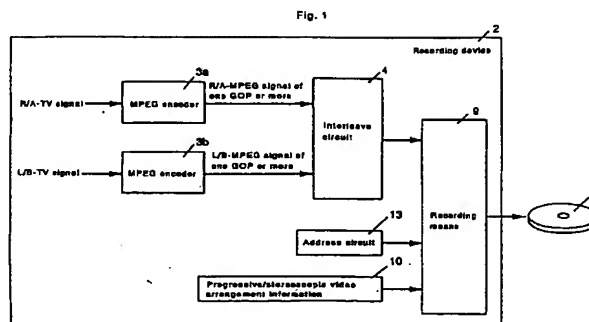 Fig. 1
2
Recording device
3a
R/A-TV signal
MPEG encoder
R/A-MPEG signal of
one GOP or more
4
Interleave
circuit
3b
L/B-TV signal
MPEG encoder
L/B-MPEG signal of
one GOP or more
9
Recording
means
13
Address circuit
10
Progressive/stereoscopic video
arrangement information